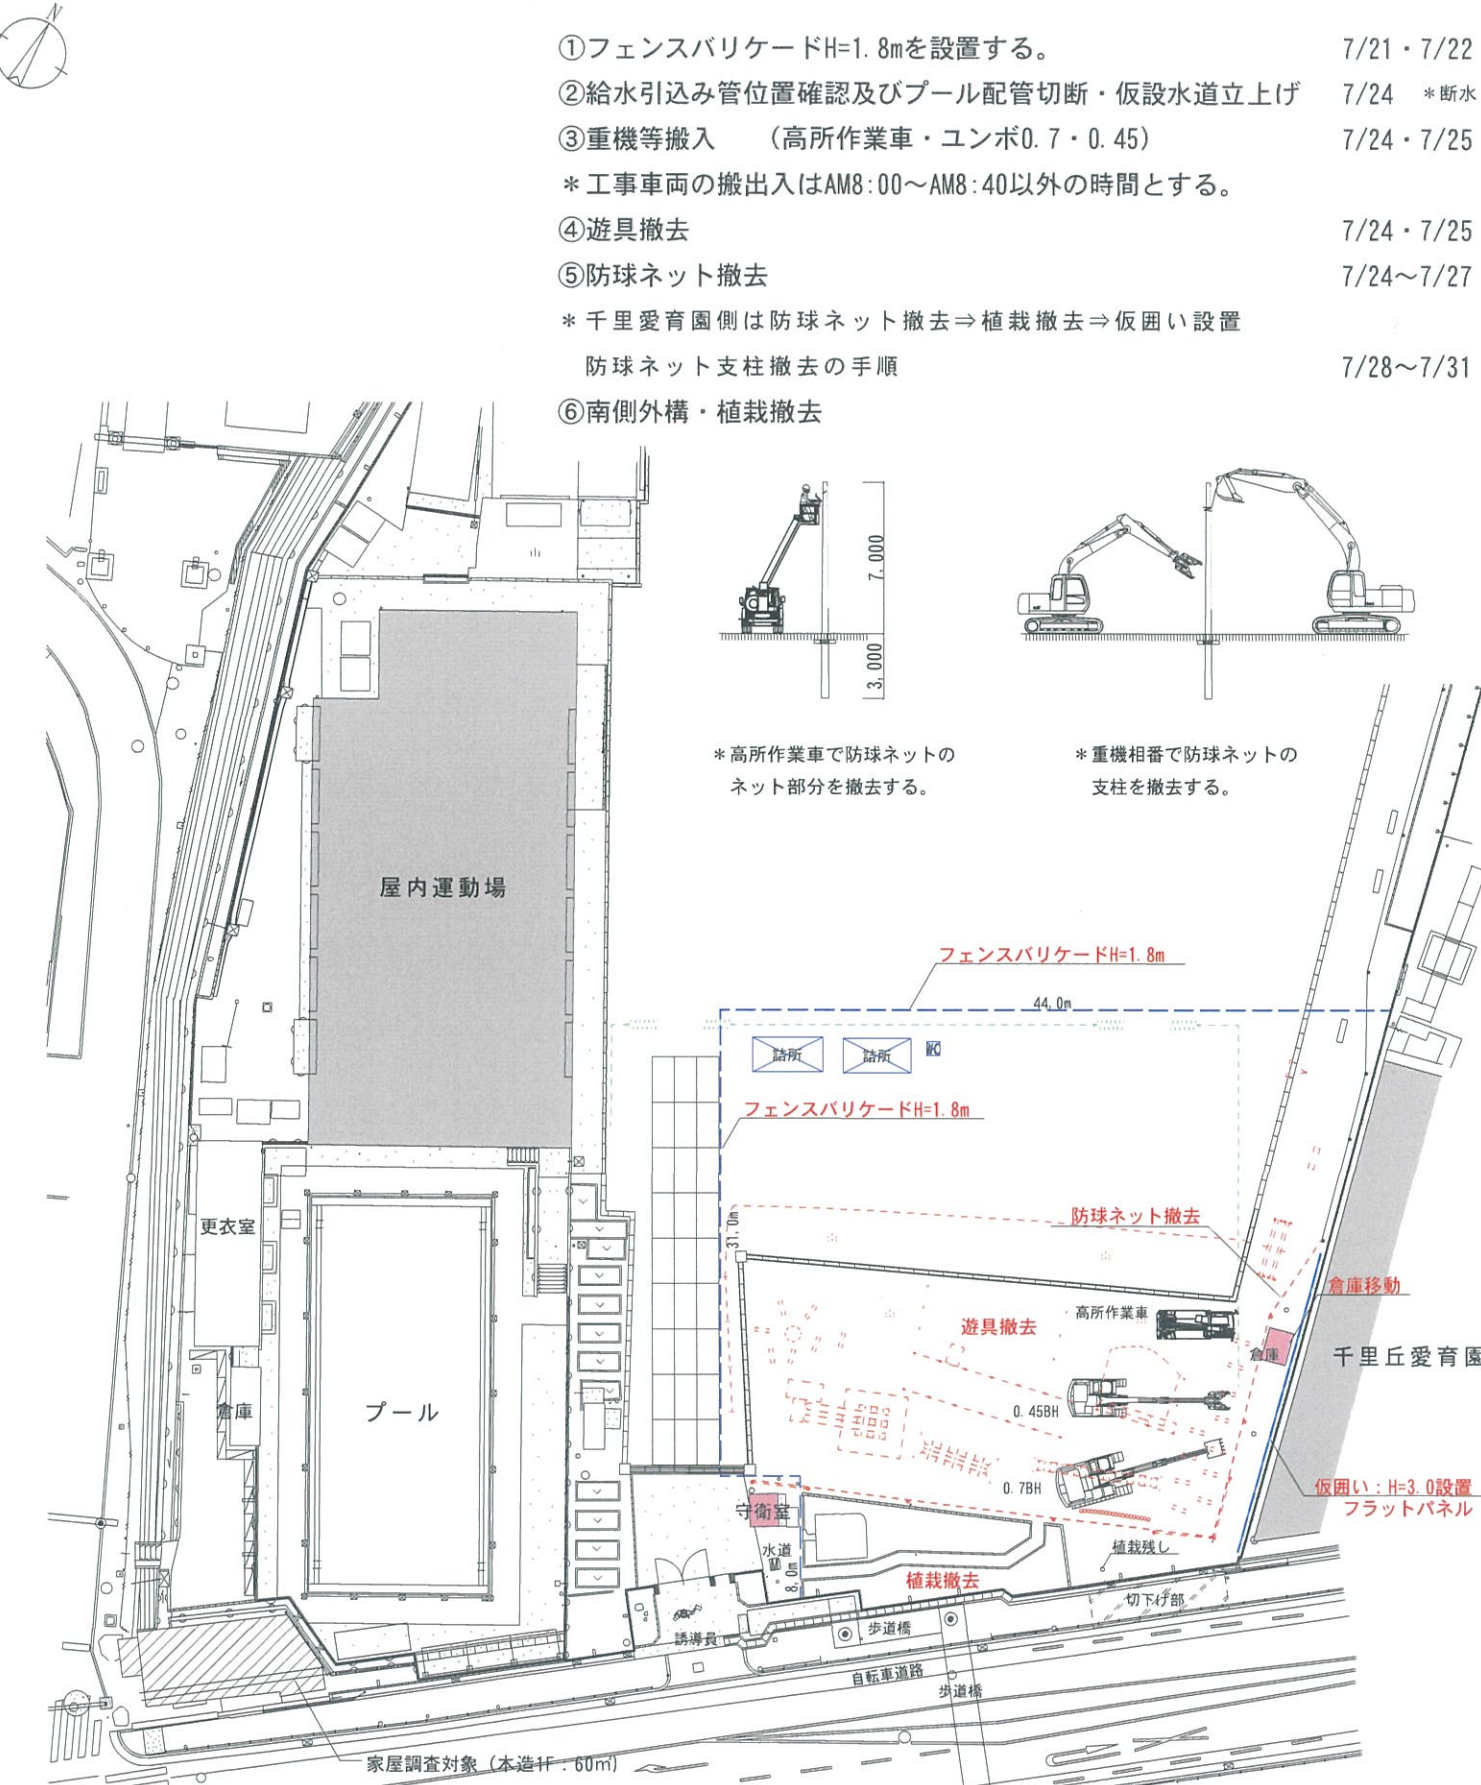 N
①フェンスバリケードH=1.8mを設置する。 7/21・7/22
②給水引込み管位置確認及びプール配管切断・仮設水道立上げ 7/24 *断水
③重機等搬入 （高所作業車・ユンボ0.7・0.45） 7/24・7/25
*工事車両の搬出入はAM8:00～AM8:40以外の時間とする。
④遊具撤去 7/24・7/25
⑤防球ネット撤去 7/24～7/27
*千里愛育園側は防球ネット撤去⇒植栽撤去⇒仮囲い設置
防球ネット支柱撤去の手順 7/28～7/31
⑥南側外構・植栽撤去
7,000
3,000
*高所作業車で防球ネットの
ネット部分を撤去する。
*重機相番で防球ネットの
支柱を撤去する。
屋内運動場
フェンスバリケードH=1.8m
44.0m
詰所
詰所
WC
フェンスバリケードH=1.8m
31.0m
防球ネット撤去
更衣室
倉庫移動
高所作業車
遊具撤去
倉庫
千里丘愛育園
倉庫
プール
0.45BH
0.7BH
仮囲い：H=3.0設置
フラットパネル
守衛室
水道
8.0m
植栽残し
植栽撤去
切下げ部
歩道橋
誘導員
自転車道路
歩道橋
家屋調査対象（本造1F：60㎡）